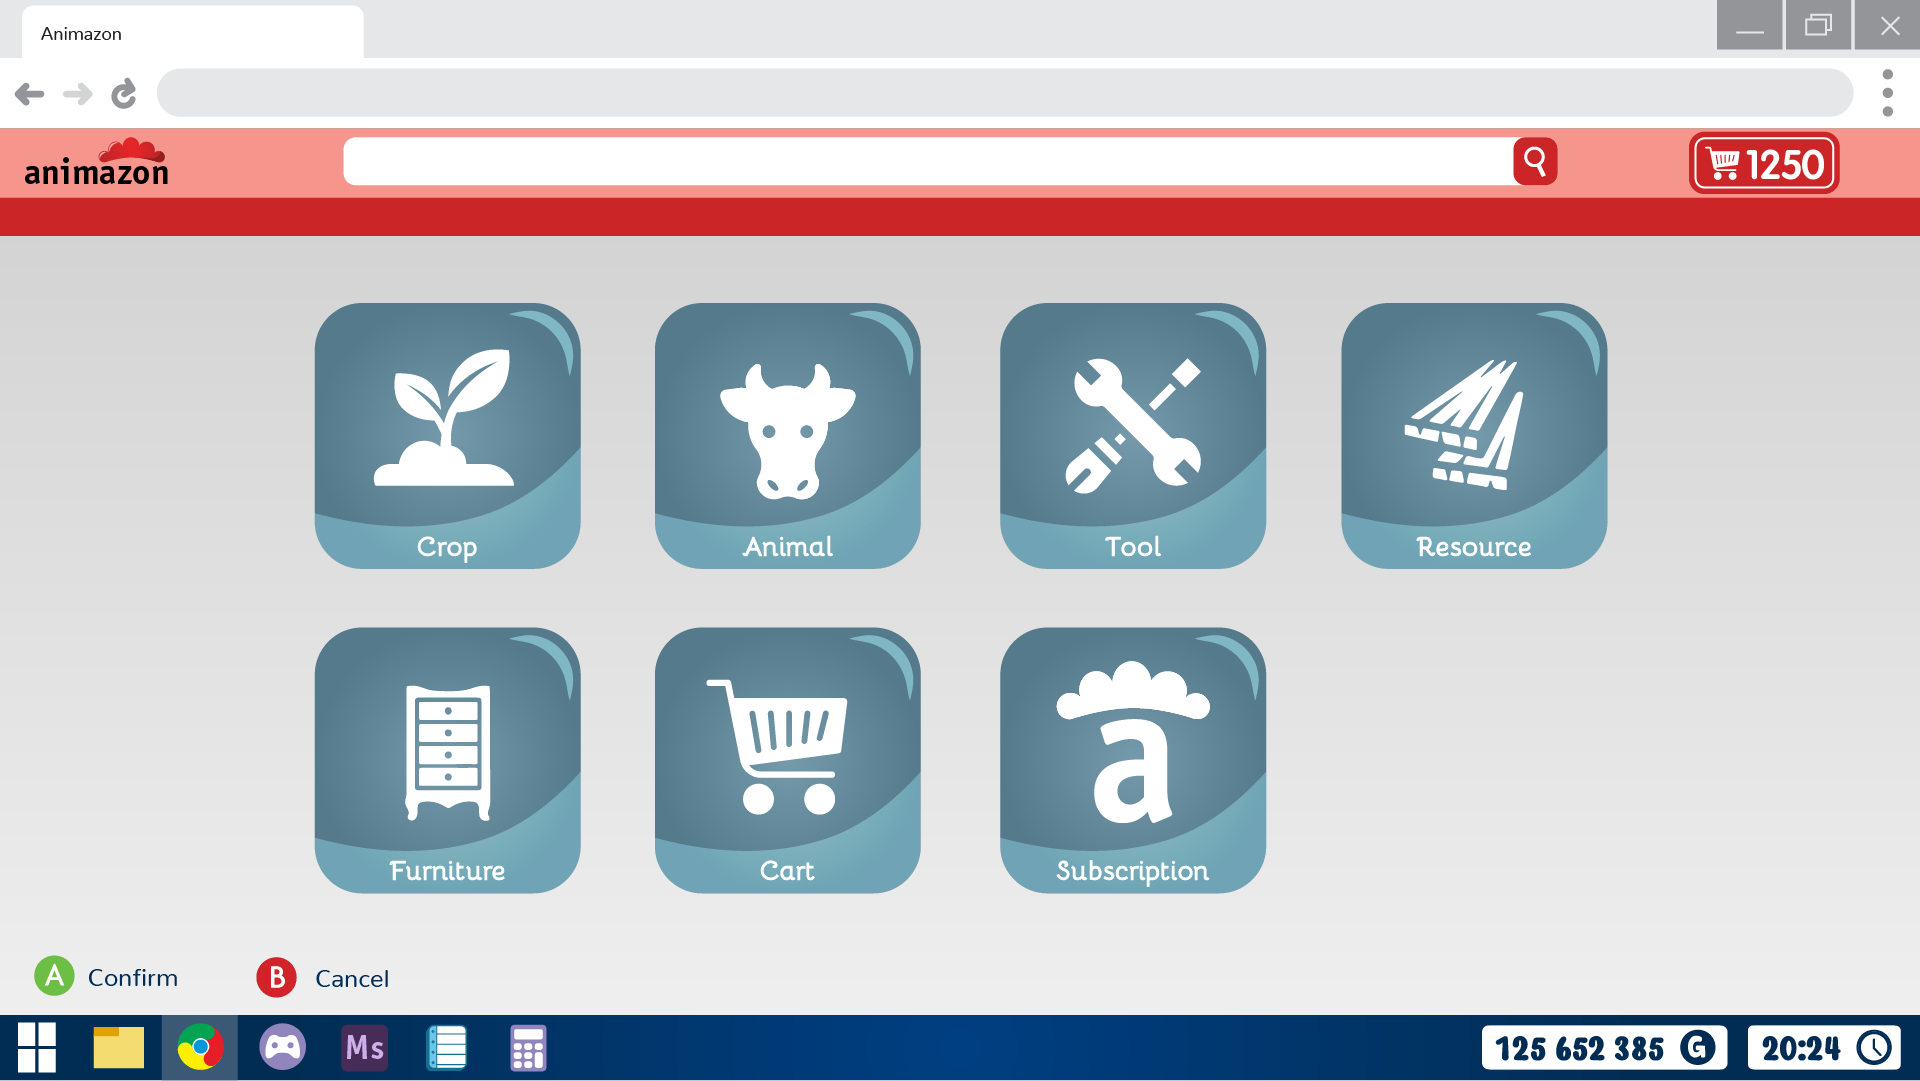 Animazon
animazon
1250
Crop
Animal
Tool
Resource
Furniture
Cart
a
Subscription
A Confirm
B Cancel
Ms
125 652 385 G
20:24